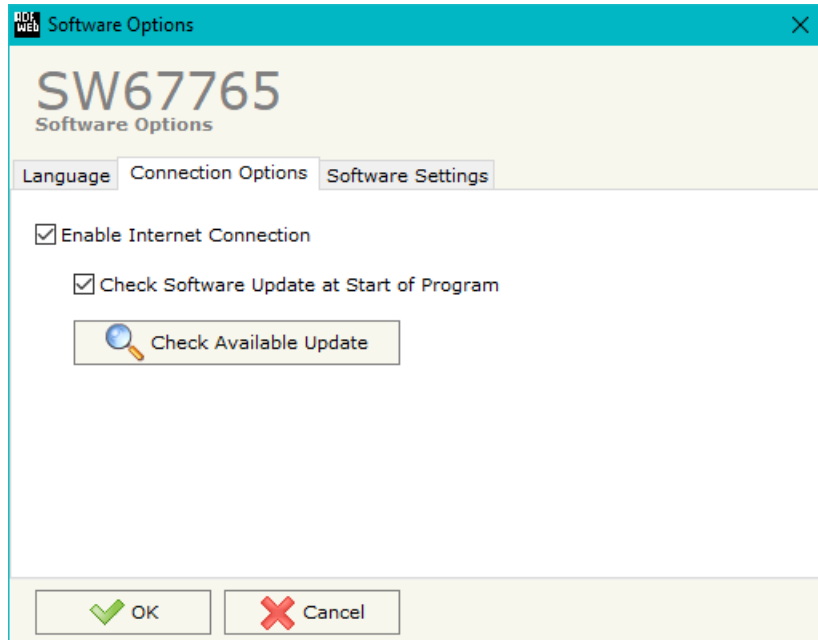 ADF
WEB Software Options
SW67765
Software Options
Language Connection Options Software Settings
Enable Internet Connection
Check Software Update at Start of Program
Check Available Update
OK Cancel